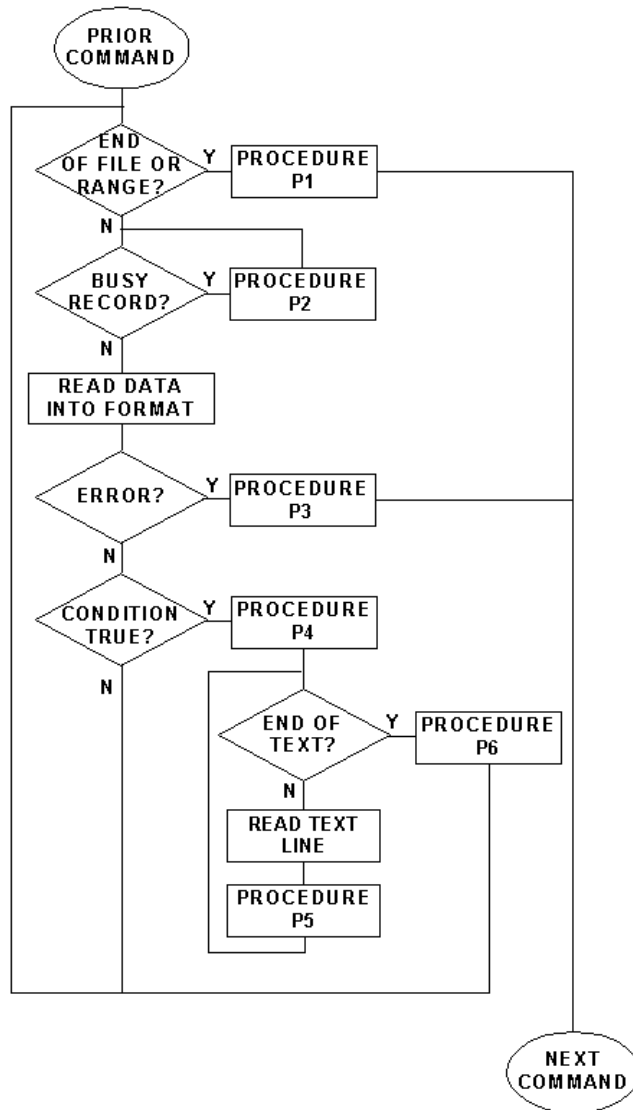 PRIOR
COMMAND
END
OF FILE OR
RANGE?
Y
PROCEDURE
P1
N
BUSY
RECORD?
Y
PROCEDURE
P2
N
READ DATA
INTO FORMAT
ERROR?
Y
PROCEDURE
P3
N
CONDITION
TRUE?
Y
PROCEDURE
P4
N
END OF
TEXT?
Y
PROCEDURE
P6
N
READ TEXT
LINE
PROCEDURE
P5
NEXT
COMMAND